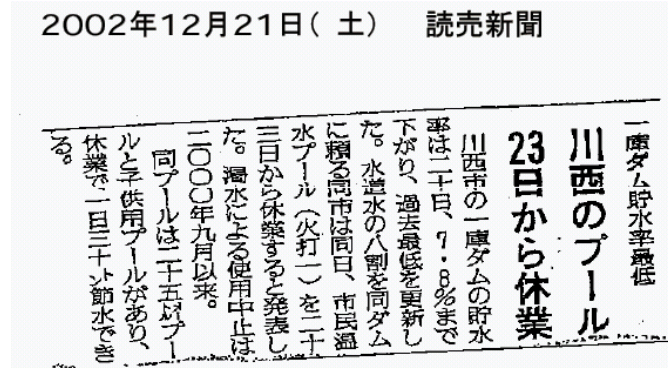 2002年12月21日(土) 読売新聞
一庫ダム貯水率最低
川西のプール
23日から休業
川西市の一庫ダムの貯水
率は二十日、7・8%まで
下がり、過去最低を更新し
た。水道水の八割を同ダム
に頼る同市は同日、市民温
水プール(火打一)を二十
三日から休業すると発表し
た。渇水による使用中止は
二〇〇〇年九月以来。
同プールは二十五㍍プー
ルと子供用プールがあり、
休業で一日三十㌧節水でき
る。